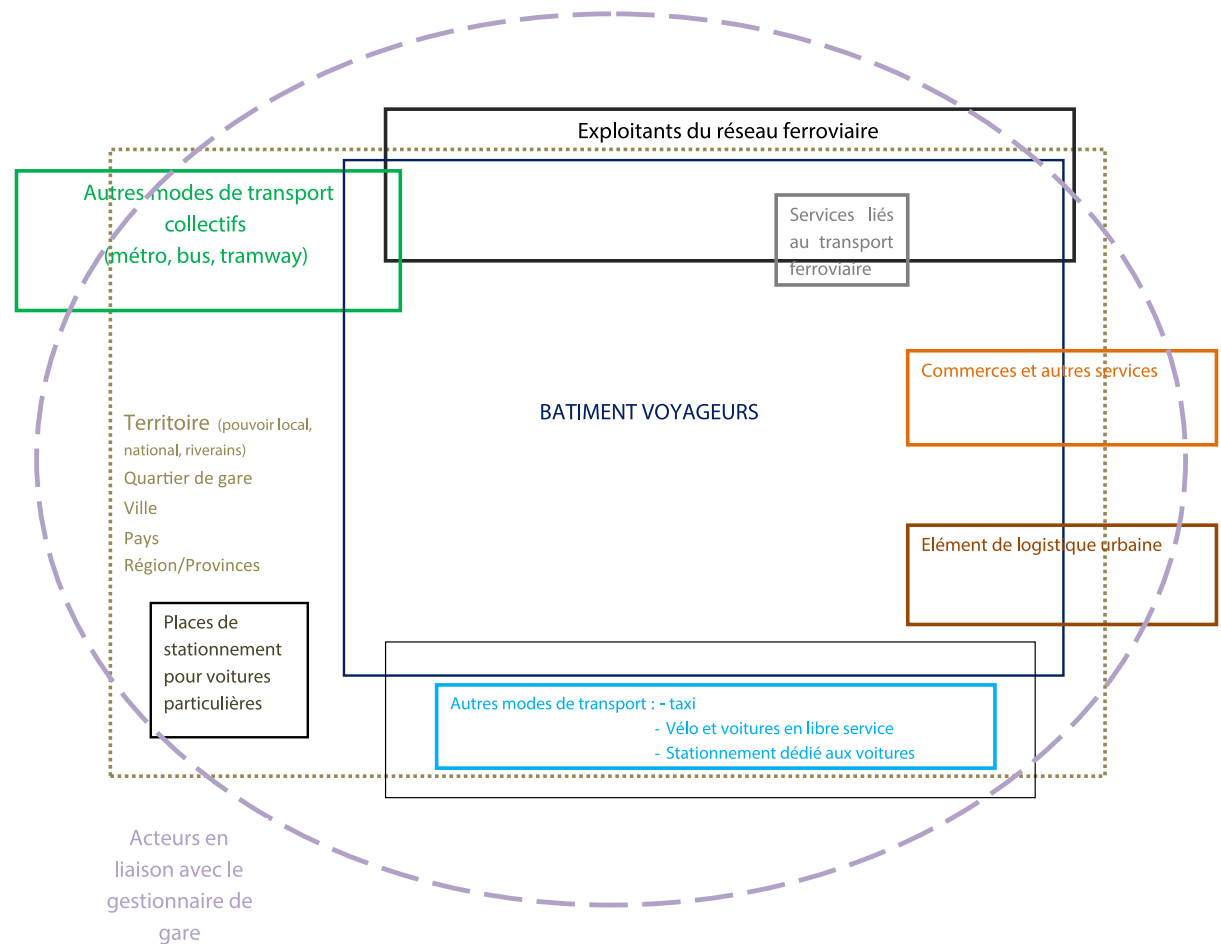 Exploitants du réseau ferroviaire
Autres modes de transport
collectifs
(métro, bus, tramway)
Services liés
au transport
ferroviaire
Commerces et autres services
BATIMENT VOYAGEURS
Territoire (pouvoir local,
national, riverains)
Quartier de gare
Ville
Pays
Région/Provinces
Elément de logistique urbaine
Places de
stationnement
pour voitures
particulières
Autres modes de transport : - taxi
- Vélo et voitures en libre service
- Stationnement dédié aux voitures
Acteurs en
liaison avec le
gestionnaire de
gare